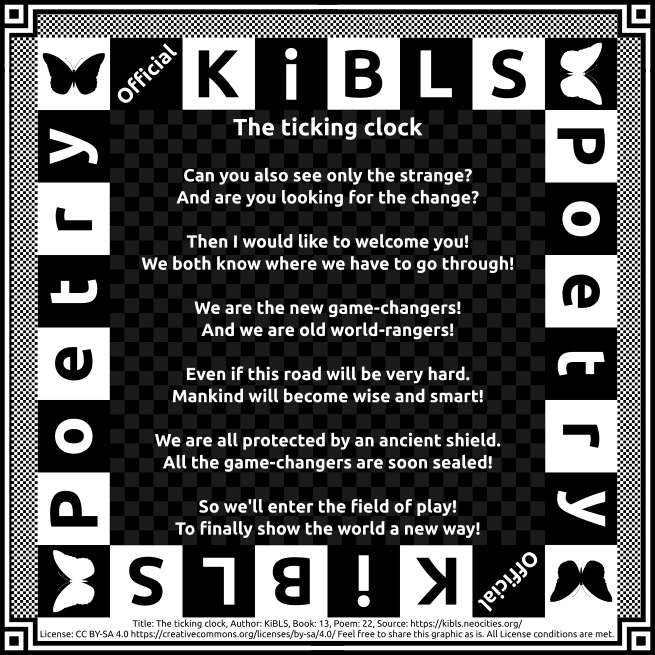 Official KiBLS
Poetry
Poetry
The ticking clock
Can you also see only the strange?
And are you looking for the change?
Then I would like to welcome you!
We both know where we have to go through!
We are the new game-changers!
And we are old world-rangers!
Even if this road will be very hard.
Mankind will become wise and smart!
We are all protected by an ancient shield.
All the game-changers are soon sealed!
So we'll enter the field of play!
To finally show the world a new way!
Official KiBLS
Title: The ticking clock, Author: KiBLS, Book: 13, Poem: 22, Source: https://kibls.neocities.org/
License: CC BY-SA 4.0 https://creativecommons.org/licenses/by-sa/4.0/ Feel free to share this graphic as is. All License conditions are met.